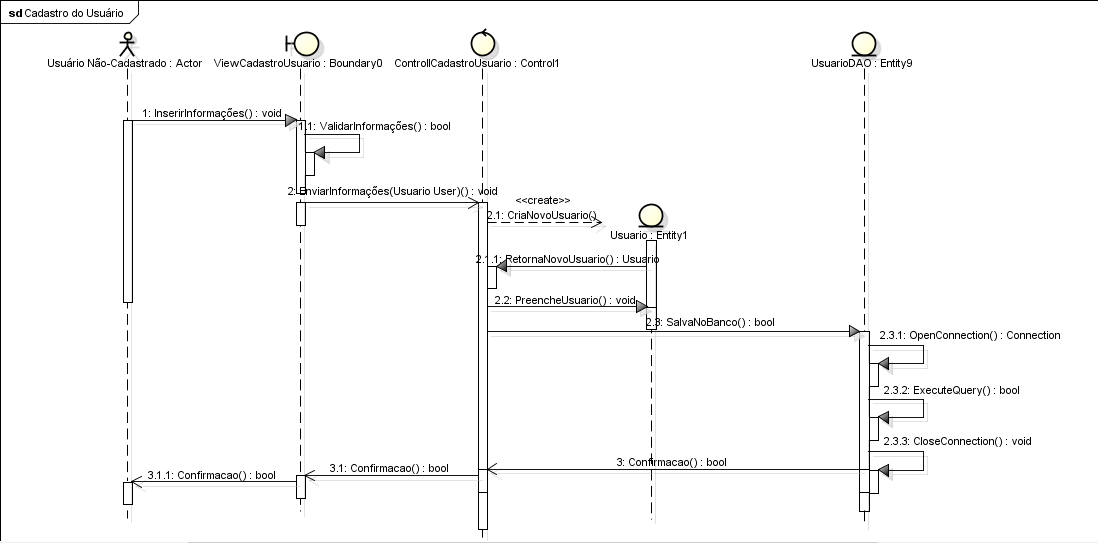 sd Cadastro do Usuário
Usuário Não-Cadastrado : Actor
ViewCadastroUsuario : Boundary0
ControllCadastroUsuario : Control1
UsuarioDAO : Entity9
1: InserirInformações() : void
1.1: ValidarInformações() : bool
2: EnviarInformações(Usuario User)() : void
<<create>>
2.1: CriaNovoUsuario()
Usuario : Entity1
2.1.1: RetornaNovoUsuario() : Usuario
2.2: PreencheUsuario() : void
2.3: SalvaNoBanco() : bool
2.3.1: OpenConnection() : Connection
2.3.2: ExecuteQuery() : bool
2.3.3: CloseConnection() : void
3: Confirmacao() : bool
3.1: Confirmacao() : bool
3.1.1: Confirmacao() : bool